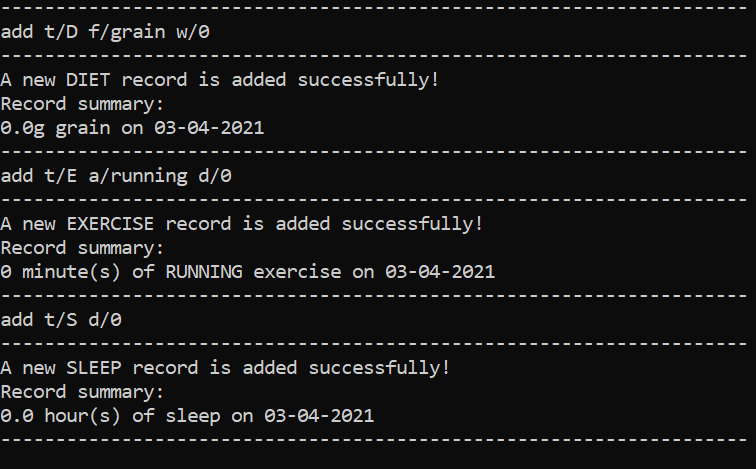 --------------------------------------------------------------------
add t/D f/grain w/0
--------------------------------------------------------------------
A new DIET record is added successfully!
Record summary:
0.0g grain on 03-04-2021
--------------------------------------------------------------------
add t/E a/running d/0
--------------------------------------------------------------------
A new EXERCISE record is added successfully!
Record summary:
0 minute(s) of RUNNING exercise on 03-04-2021
--------------------------------------------------------------------
add t/S d/0
--------------------------------------------------------------------
A new SLEEP record is added successfully!
Record summary:
0.0 hour(s) of sleep on 03-04-2021
--------------------------------------------------------------------